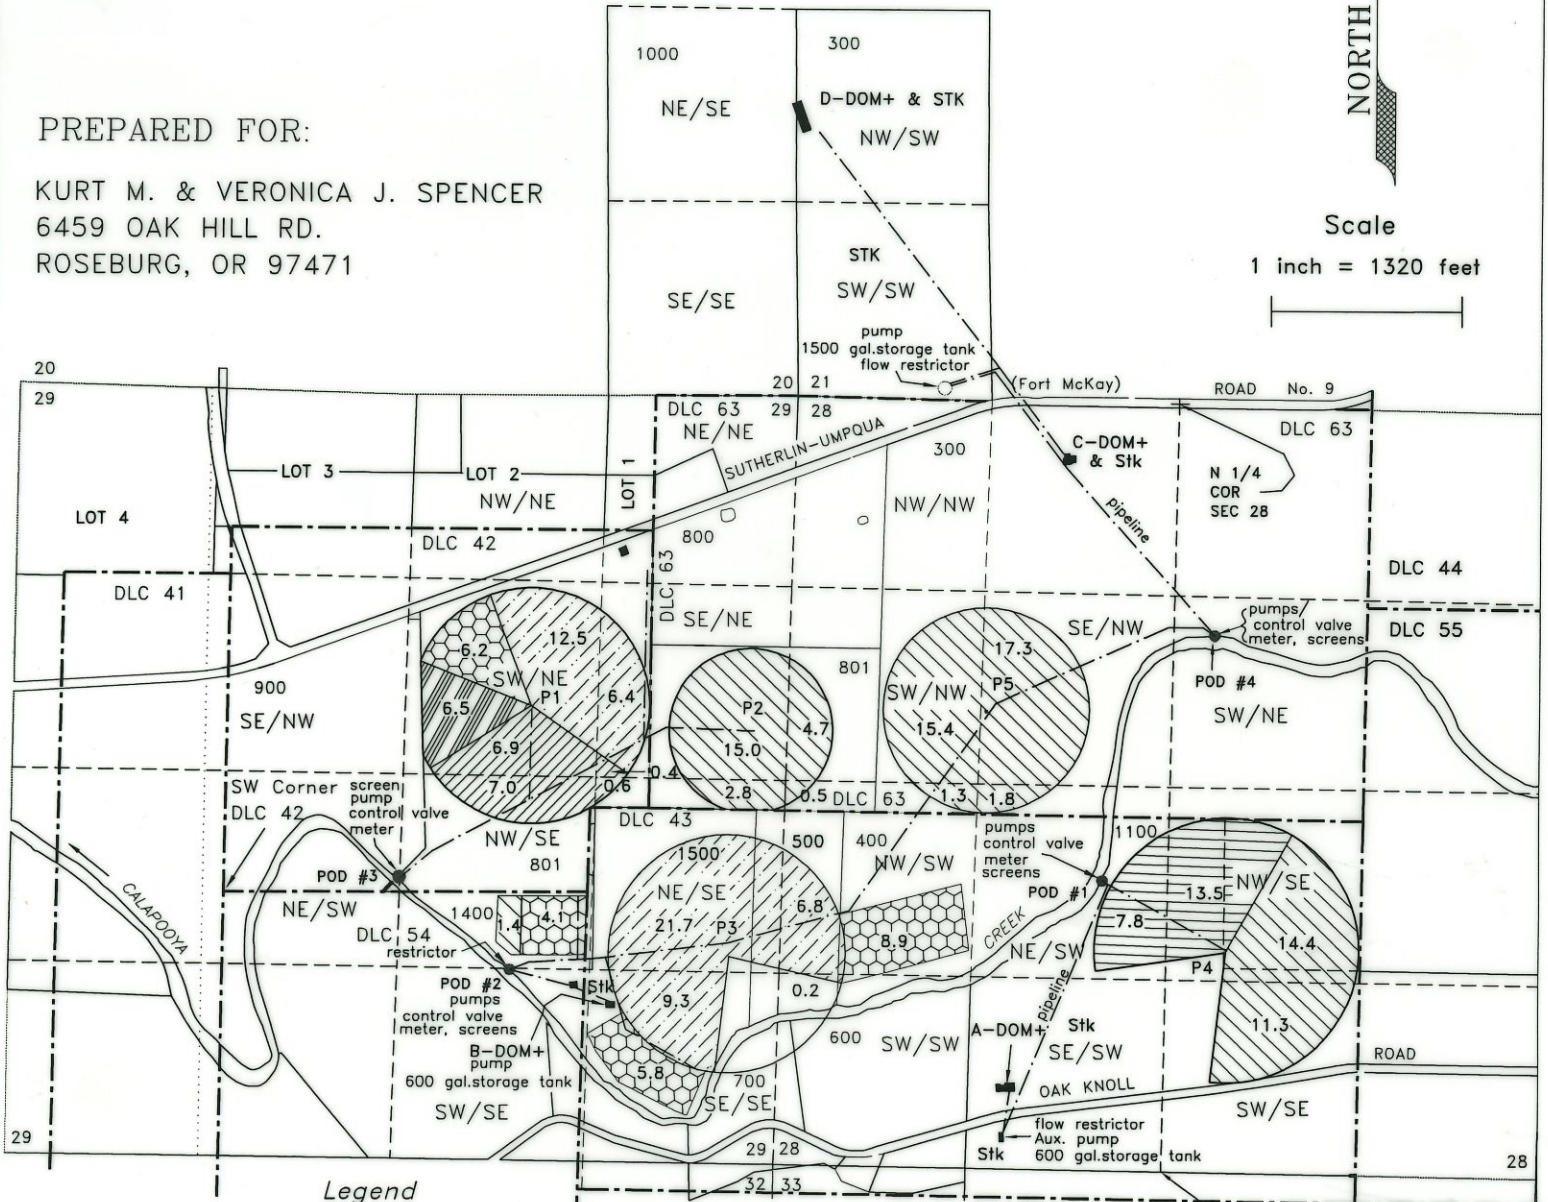 PREPARED FOR:
KURT M. & VERONICA J. SPENCER
6459 OAK HILL RD.
ROSEBURG, OR 97471
NORTH
Scale
1 inch = 1320 feet
1000
300
NE/SE
D-DOM+ & STK
NW/SW
SE/SE
STK
SW/SW
pump
1500 gal.storage tank
flow restrictor
20
29
20 21
29 28
DLC 63
NE/NE
(Fort McKay)
ROAD No. 9
DLC 63
SUTHERLIN-UMPQUA
300
C-DOM+
& Stk
N 1/4
COR
SEC 28
LOT 3
LOT 2
LOT 1
NW/NE
NW/NW
LOT 4
pipeline
800
DLC 42
DLC 63
DLC 44
DLC 41
SE/NE
SE/NW
pumps/
control valve
meter, screens
DLC 55
12.5
6.2
17.3
801
900
SW/NE
P1
6.4
6.5
SW/NW
P5
POD #4
SE/NW
P2
4.7
15.4
SW/NE
6.9
15.0
0.4
7.0
0.6
2.8
0.5
DLC 63
1.3
1.8
SW Corner
DLC 42
screen
pump
control valve
meter
NW/SE
801
DLC 43
500
400
NW/SW
pumps
control valve
meter
screens
1100
1500
POD #3
NE/SE
POD #1
13.5
NW/SE
NE/SW
CALAPOOYA
1400
1.4
4.1
6.8
7.8
DLC 54
restrictor
21.7
P3
8.9
CREEK
NE/SW
14.4
P4
POD #2
pumps
control valve
meter, screens
Stk
9.3
0.2
pipeline
11.3
B-DOM+
pump
600 gal.storage tank
600
SW/SW
A-DOM+
Stk
SE/SW
ROAD
5.8
700
SE/SE
OAK KNOLL
SW/SE
SW/SE
29
29 28
32 33
flow restrictor
Aux. pump
600 gal.storage tank
Stk
28
Legend